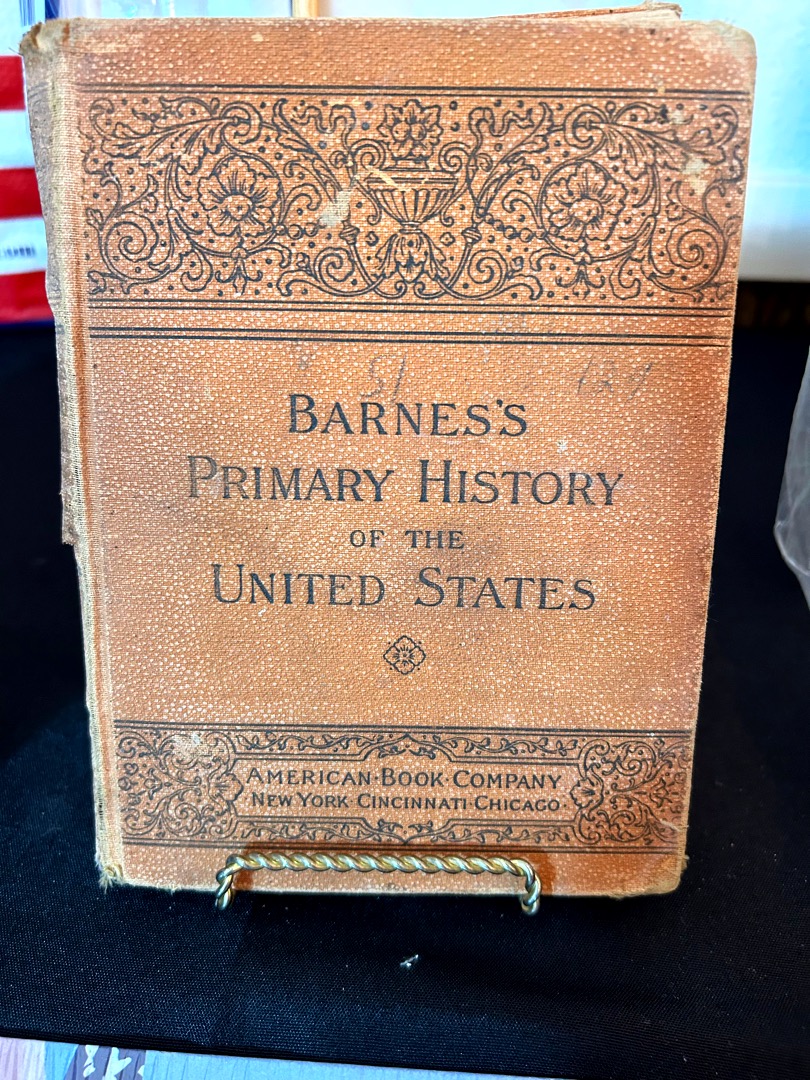 BARNES'S
PRIMARY HISTORY
OF THE
UNITED STATES
AMERICAN·BOOK·COMPANY
NEW YORK·CINCINNATI·CHICAGO